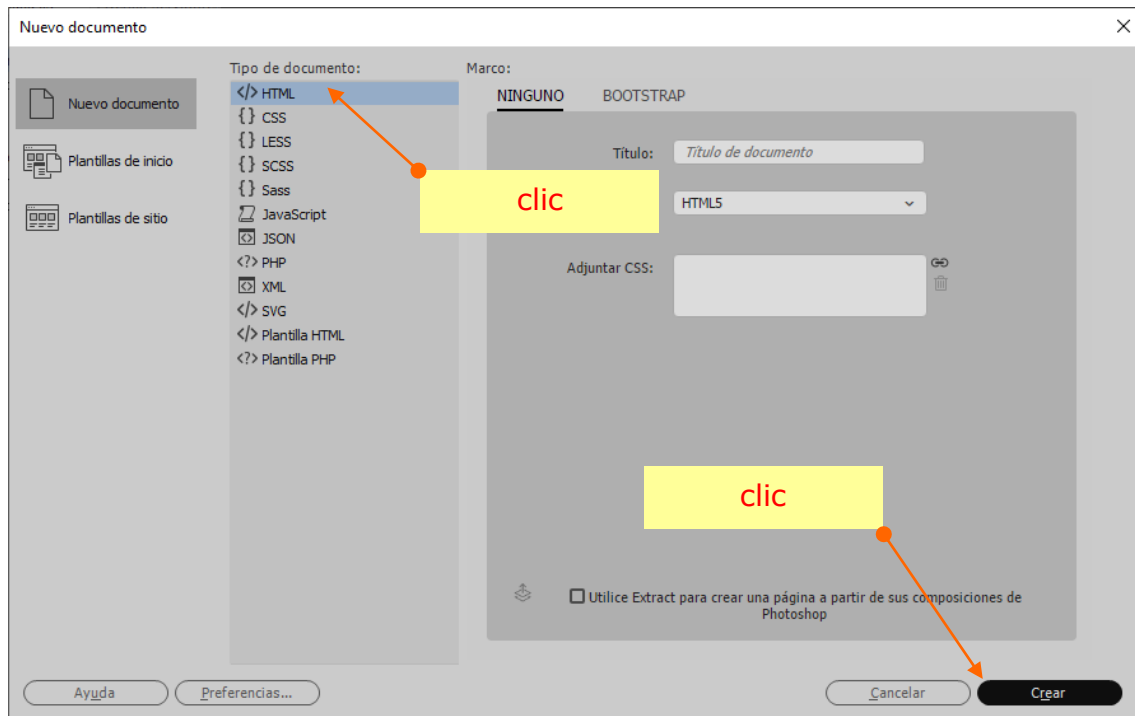 Nuevo documento
Nuevo documento
Plantillas de inicio
Plantillas de sitio
Tipo de documento:
</> HTML
{} CSS
{} LESS
{} SCSS
{} Sass
JavaScript
JSON
<?> PHP
XML
</> SVG
</> Plantilla HTML
<?> Plantilla PHP
Marco:
NINGUNO BOOTSTRAP
Título: Título de documento
clic
HTML5
Adjuntar CSS:
clic
Utilice Extract para crear una página a partir de sus composiciones de
Photoshop
Ayuda Preferencias... Cancelar Crear